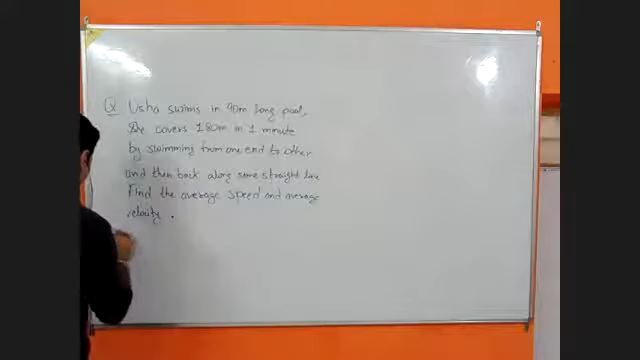 Q Usha swims in 90m long pool,
She covers 180m in 1 minute
by swimming from one end to other
and then back along same straight line
Find the average speed and average
velocity .